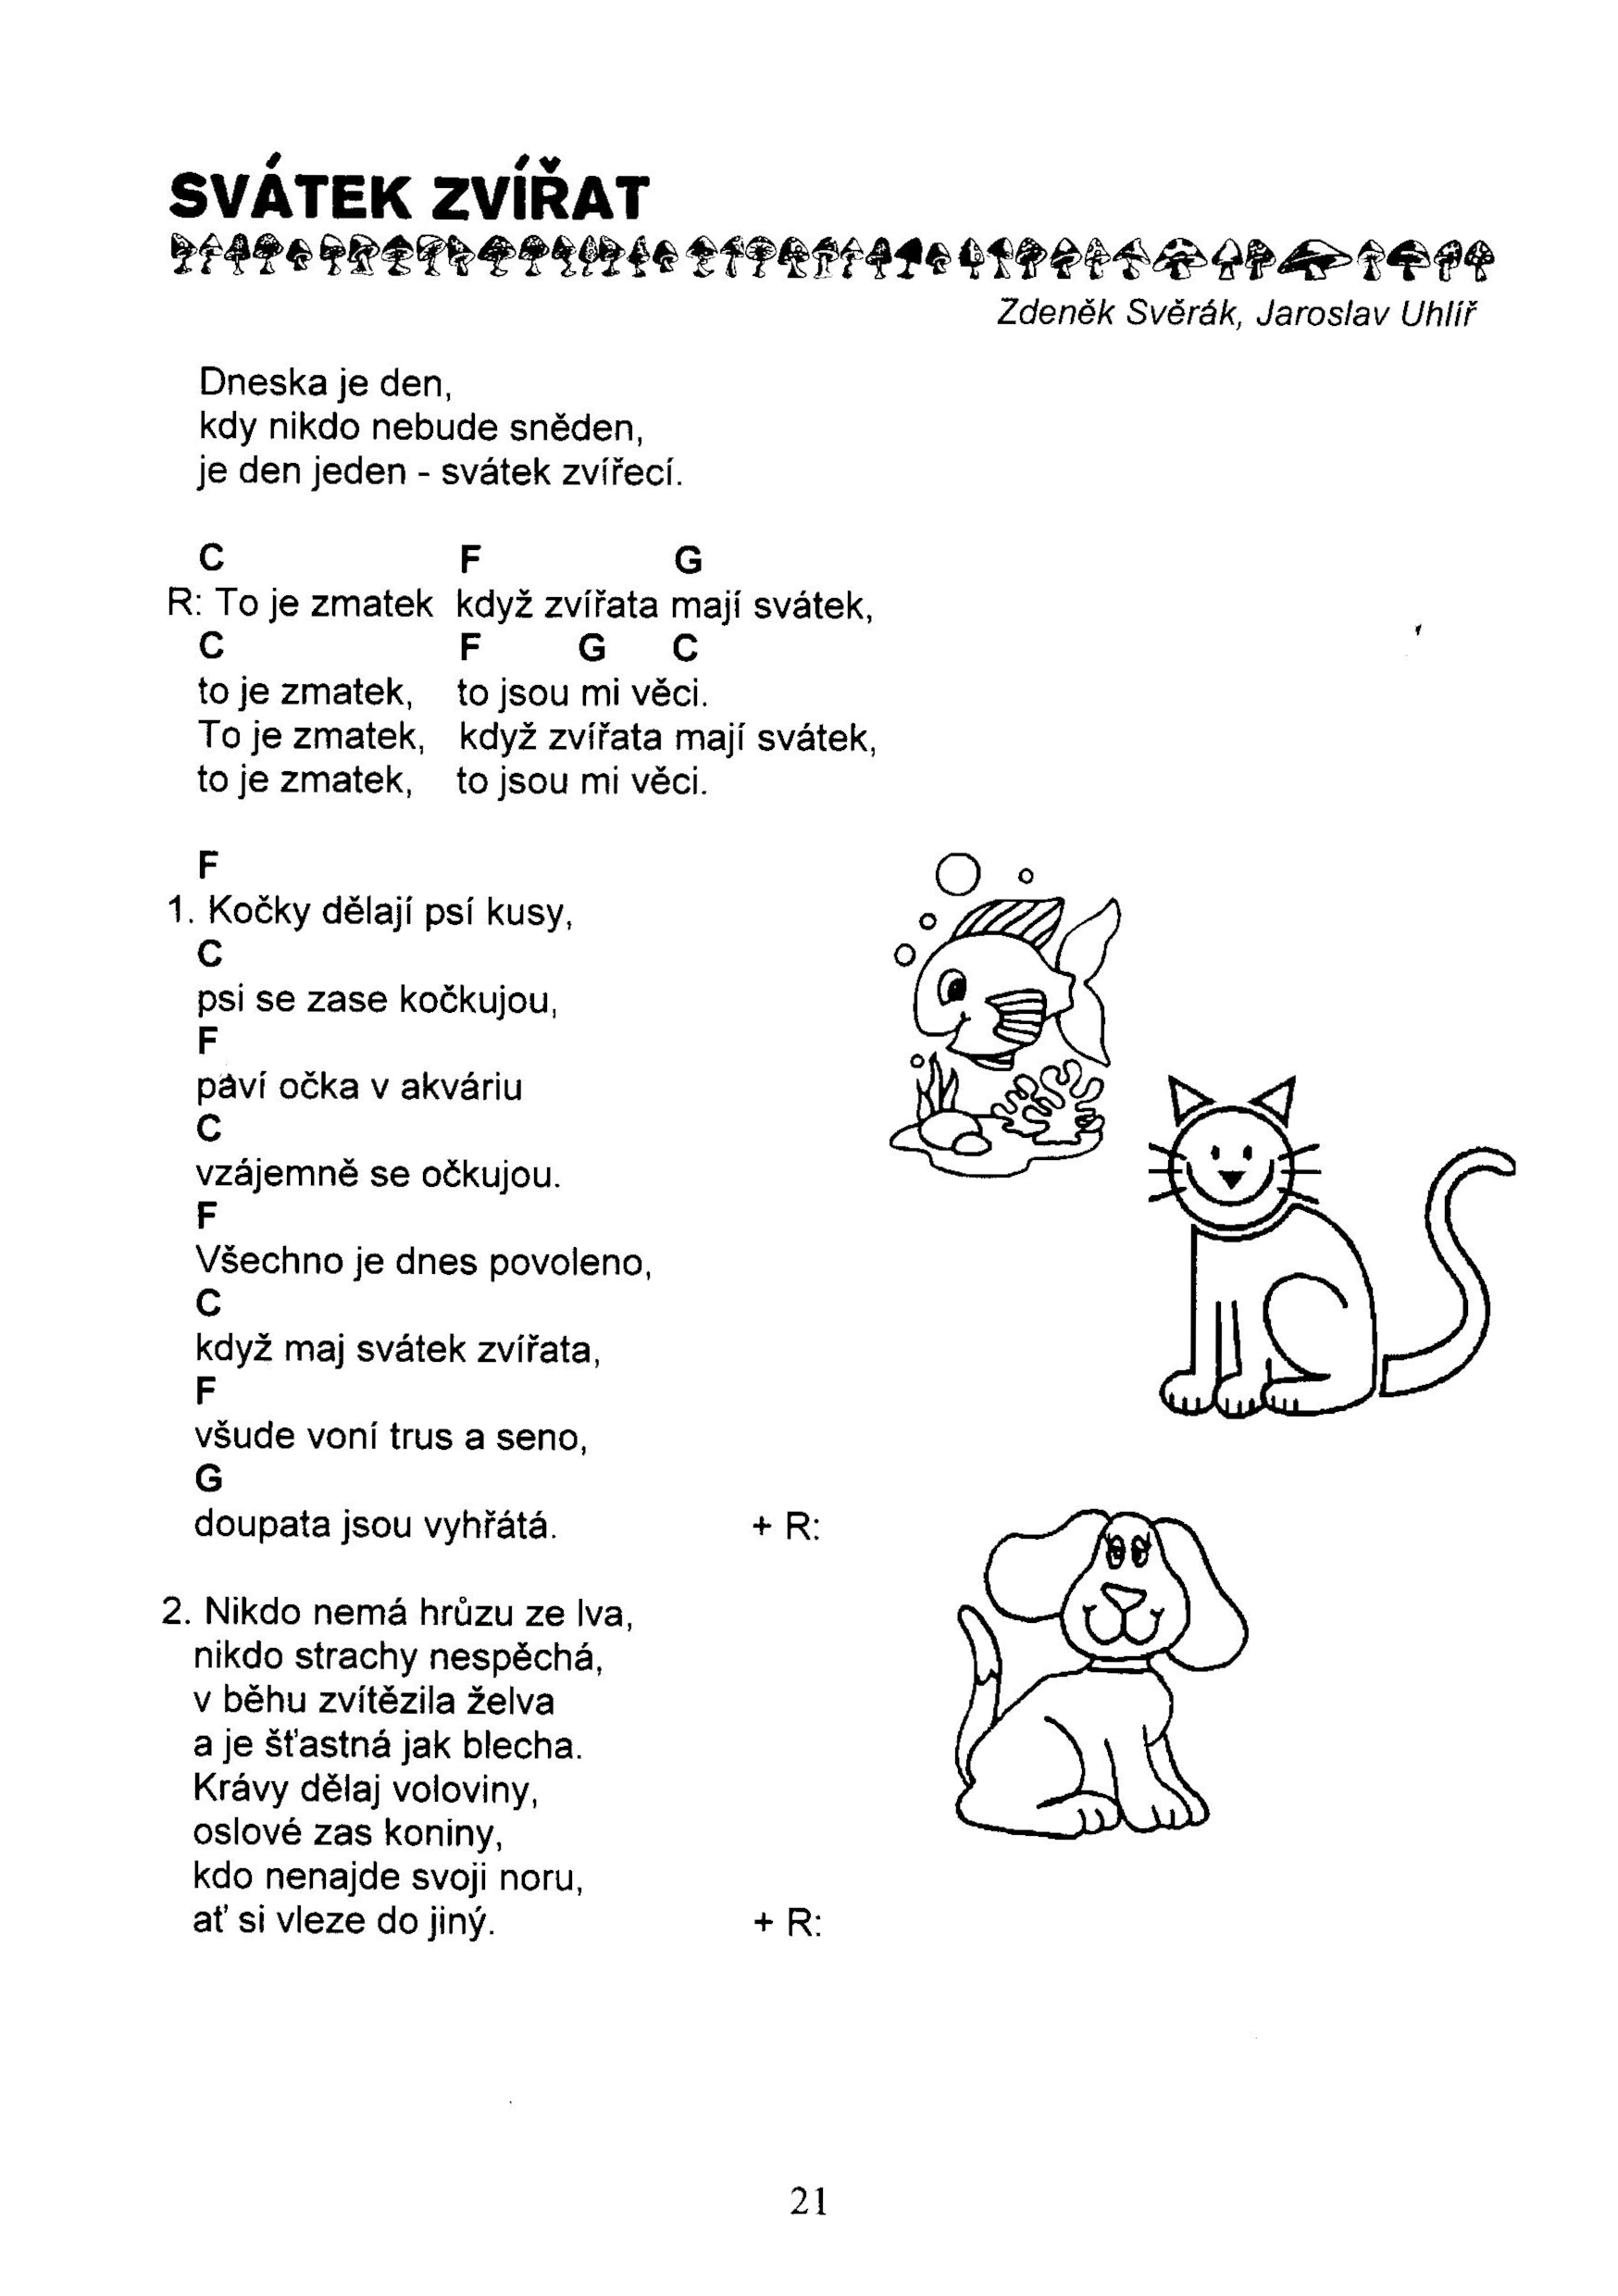 SVÁTEK ZVÍŘAT
Zdeněk Svěrák, Jaroslav Uhlíř
Dneska je den,
kdy nikdo nebude sněden,
je den jeden - svátek zvířecí.
C F G
R: To je zmatek když zvířata mají svátek,
C F G C
to je zmatek, to jsou mi věci.
To je zmatek, když zvířata mají svátek,
to je zmatek, to jsou mi věci.
F
1. Kočky dělají psí kusy,
C
psi se zase kočkujou,
F
paví očka v akváriu
C
vzájemně se očkujou.
F
Všechno je dnes povoleno,
C
když maj svátek zvířata,
F
všude voní trus a seno,
G
doupata jsou vyhřátá. + R:
2. Nikdo nemá hrůzu ze lva,
nikdo strachy nespěchá,
v běhu zvítězila želva
a je šťastná jak blecha.
Krávy dělaj voloviny,
oslové zas koniny,
kdo nenajde svoji noru,
ať si vleze do jiný. + R:
21